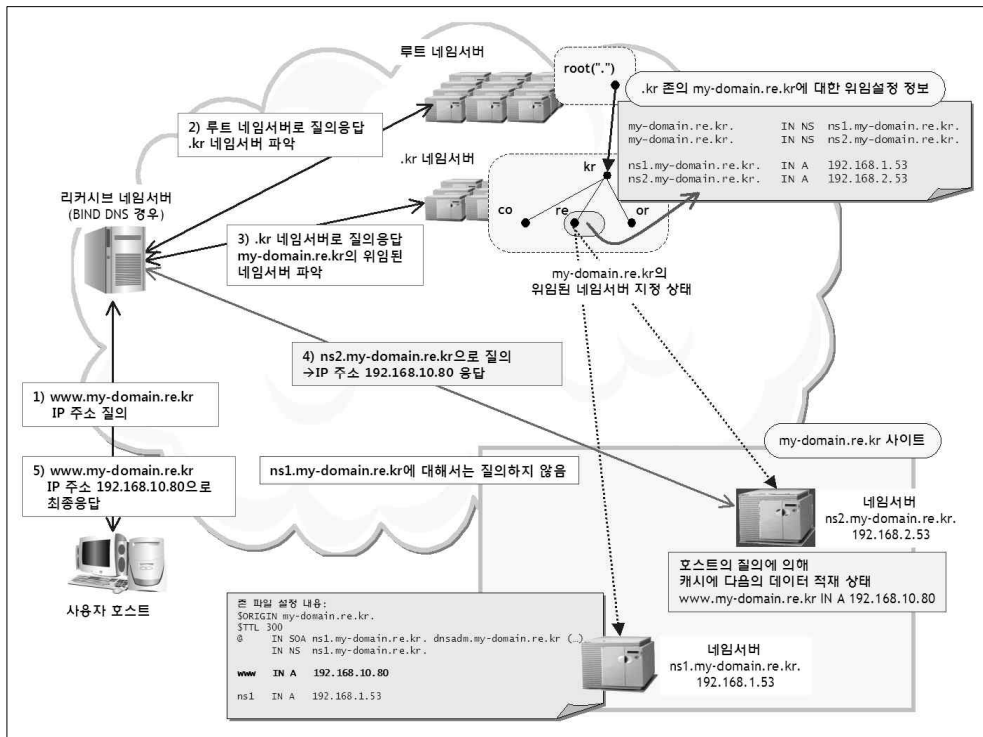 루트 네임서버
root(".")
.kr 존의 my-domain.re.kr에 대한 위임설정 정보
my-domain.re.kr. IN NS ns1.my-domain.re.kr.
my-domain.re.kr. IN NS ns2.my-domain.re.kr.
ns1.my-domain.re.kr. IN A 192.168.1.53
ns2.my-domain.re.kr. IN A 192.168.2.53
2) 루트 네임서버로 질의응답
.kr 네임서버 파악
.kr 네임서버
kr
co
re
or
리커시브 네임서버
(BIND DNS 경우)
3) .kr 네임서버로 질의응답
my-domain.re.kr의 위임된
네임서버 파악
my-domain.re.kr의
위임된 네임서버 지정 상태
4) ns2.my-domain.re.kr으로 질의
→IP 주소 192.168.10.80 응답
1) www.my-domain.re.kr
IP 주소 질의
my-domain.re.kr 사이트
5) www.my-domain.re.kr
IP 주소 192.168.10.80으로
최종응답
ns1.my-domain.re.kr에 대해서는 질의하지 않음
네임서버
ns2.my-domain.re.kr.
192.168.2.53
호스트의 질의에 의해
캐시에 다음의 데이터 적재 상태
www.my-domain.re.kr IN A 192.168.10.80
사용자 호스트
존 파일 설정 내용:
$ORIGIN my-domain.re.kr.
$TTL 300
@ IN SOA ns1.my-domain.re.kr. dnsadm.my-domain.re.kr (…)
IN NS ns1.my-domain.re.kr.
www IN A 192.168.10.80
ns1 IN A 192.168.1.53
네임서버
ns1.my-domain.re.kr.
192.168.1.53